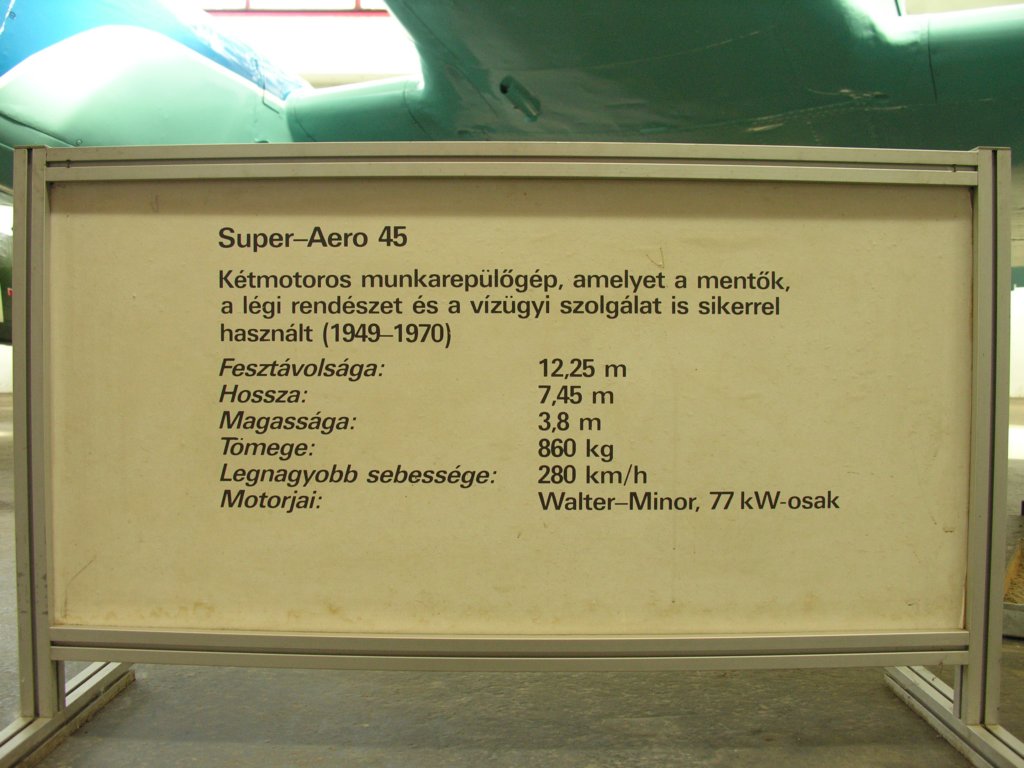 Super–Aero 45
Kétmotoros munkarepülőgép, amelyet a mentők,
a légi rendészet és a vízügyi szolgálat is sikerrel
használt (1949–1970)
Fesztávolsága: 12,25 m
Hossza: 7,45 m
Magassága: 3,8 m
Tömege: 860 kg
Legnagyobb sebessége: 280 km/h
Motorjai: Walter–Minor, 77 kW-osak